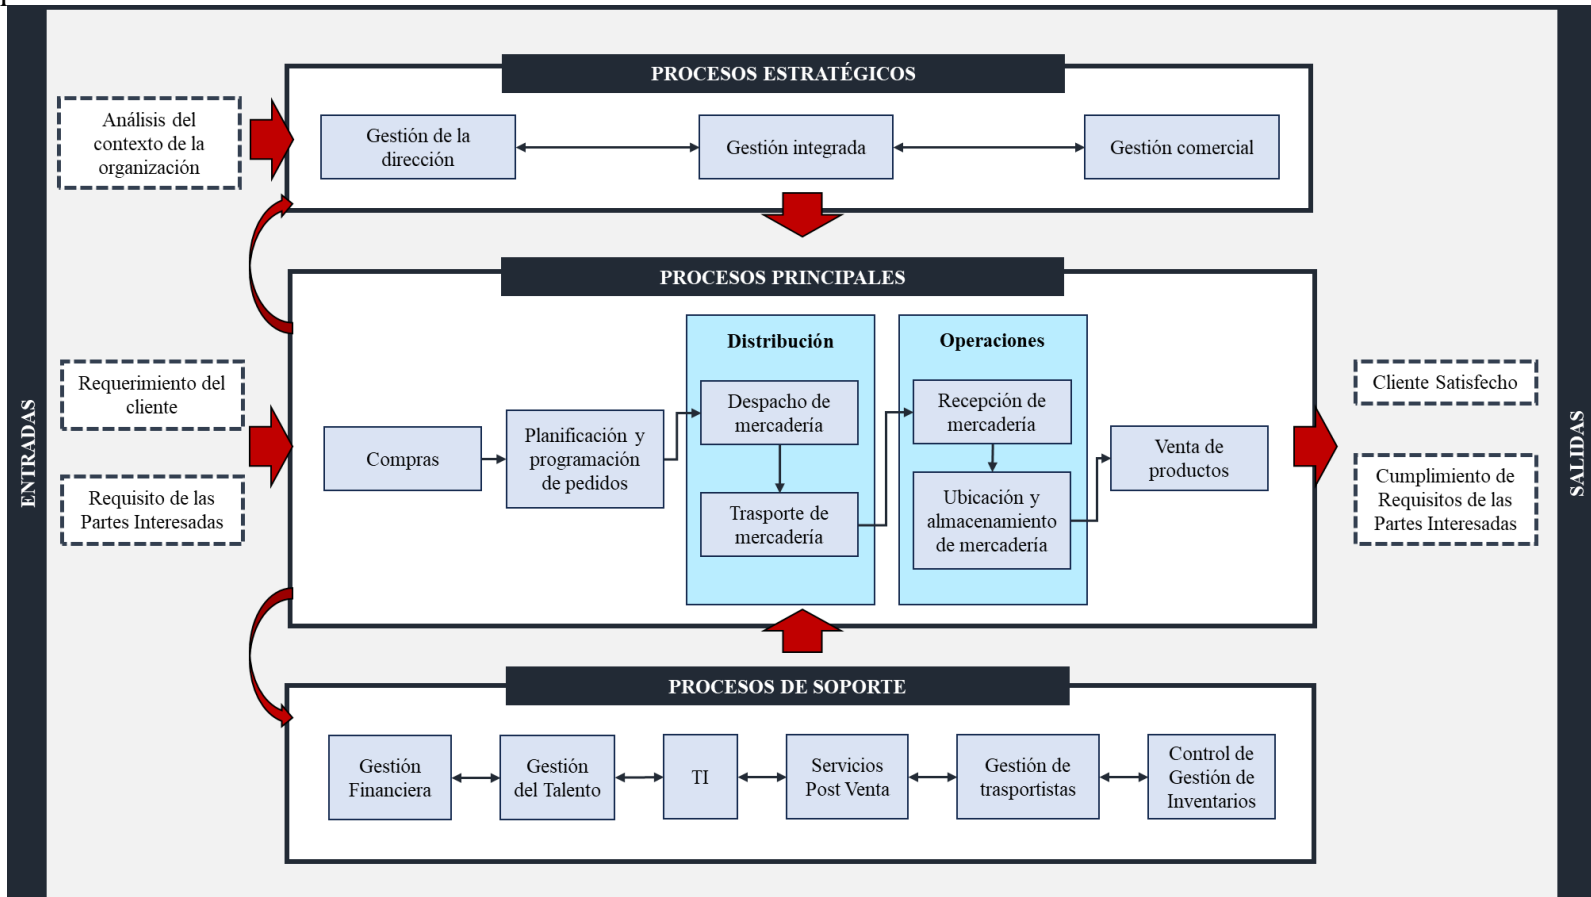 PROCESOS ESTRATÉGICOS
Análisis del
contexto de la
organización
Gestión de la
dirección
Gestión integrada
Gestión comercial
PROCESOS PRINCIPALES
ENTRADAS
Requerimiento del
cliente
Requisito de las
Partes Interesadas
Compras
Planificación y
programación
de pedidos
Distribución
Despacho de
mercadería
Trasporte de
mercadería
Operaciones
Recepción de
mercadería
Ubicación y
almacenamiento
de mercadería
Venta de
productos
Cliente Satisfecho
Cumplimiento de
Requisitos de las
Partes Interesadas
SALIDAS
PROCESOS DE SOPORTE
Gestión
Financiera
Gestión
del Talento
TI
Servicios
Post Venta
Gestión de
trasportistas
Control de
Gestión de
Inventarios